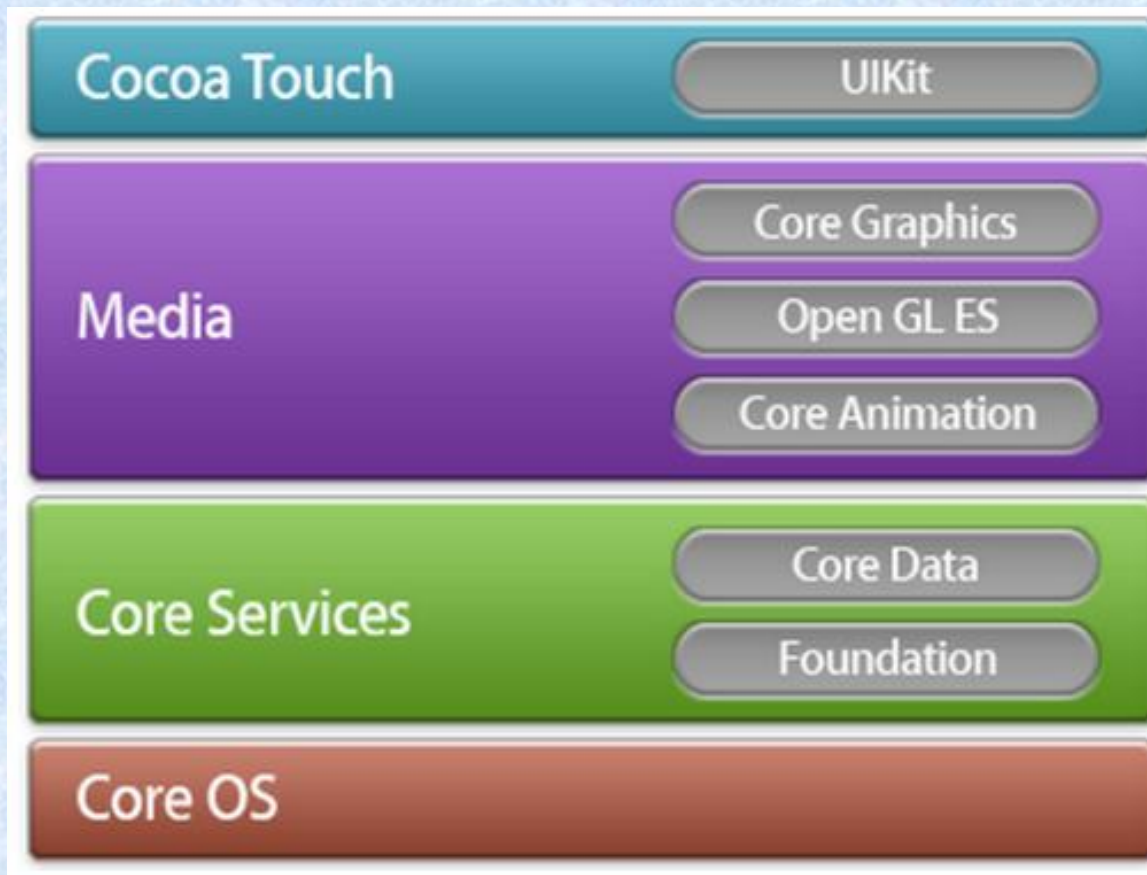 Cocoa Touch
UIKit
Media
Core Graphics
Open GL ES
Core Animation
Core Services
Core Data
Foundation
Core OS